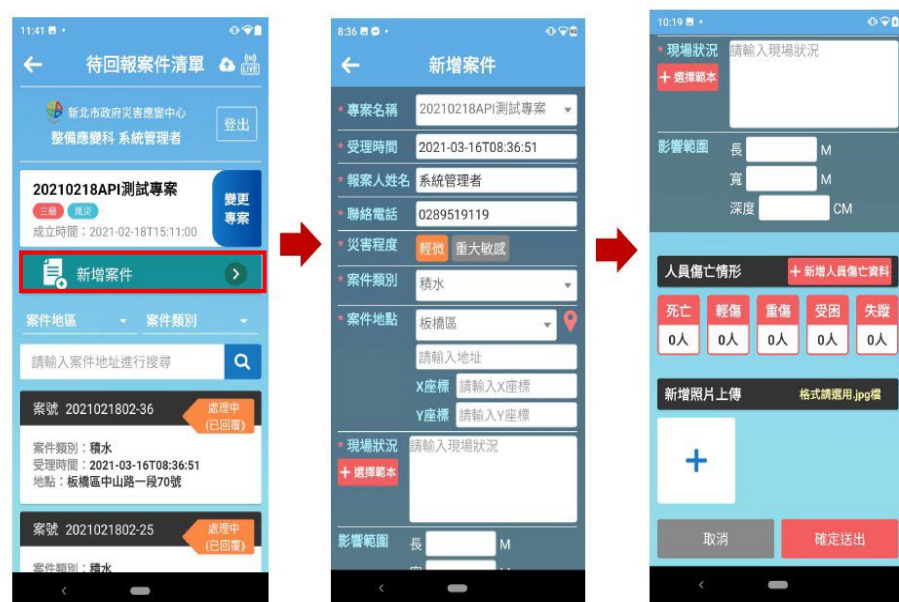 11:41
待回報案件清單
LIVE
新北市政府災害應變中心
整備應變科 系統管理者
登出
20210218API測試專案
三級 風災
成立時間：2021-02-18T15:11:00
變更
專案
新增案件
案件地區 案件類別
請輸入案件地址進行搜尋
案號 2021021802-36
處理中
(已回覆)
案件類別：積水
受理時間：2021-03-16T08:36:51
地點：板橋區中山路一段70號
案號 2021021802-25
處理中
(已回覆)
案件類別：積水
8:36
新增案件
* 專案名稱 20210218API測試專案
* 受理時間 2021-03-16T08:36:51
* 報案人姓名 系統管理者
* 聯絡電話 0289519119
* 災害程度 輕微 重大敏感
* 案件類別 積水
* 案件地點 板橋區
請輸入地址
X座標 請輸入X座標
Y座標 請輸入Y座標
* 現場狀況 請輸入現場狀況
+ 選擇範本
影響範圍 長 M
10:19
* 現場狀況 請輸入現場狀況
+ 選擇範本
影響範圍 長 M
寬 M
深度 CM
人員傷亡情形 + 新增人員傷亡資料
死亡 輕傷 重傷 受困 失蹤
0人 0人 0人 0人 0人
新增照片上傳 格式請選用.jpg檔
+
取消 確定送出